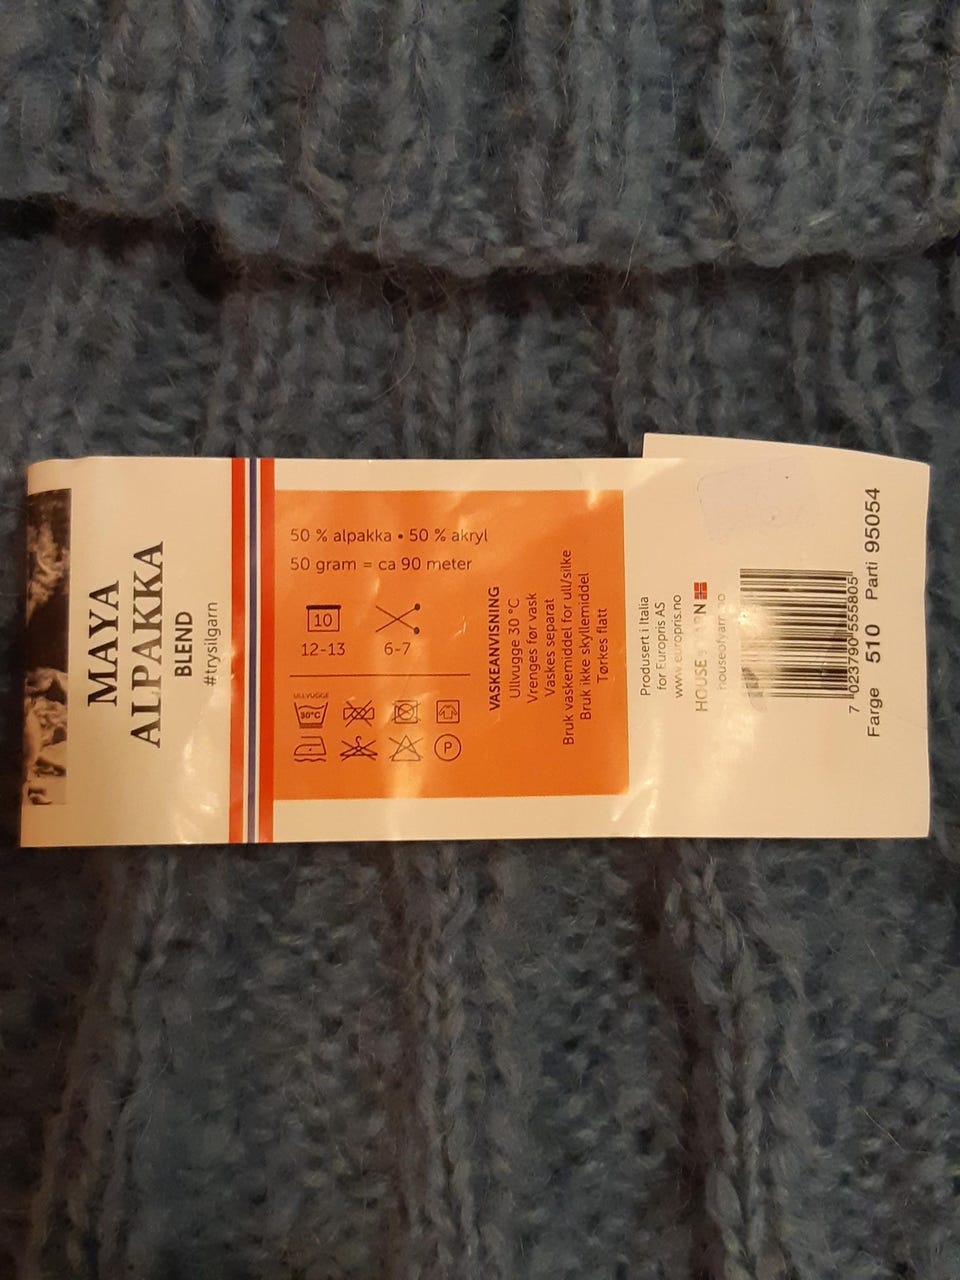 MAYA
ALPAKKA
BLEND
#trysilgarn
50 % alpakka • 50 % akryl
50 gram = ca 90 meter
10
12-13
6-7
ULLVUGGE
30°C
P
VASKEANVISNING
Ullvugge 30 °C
Vrenges før vask
Vaskes separat
Bruk vaskemiddel for ull/silke
Bruk ikke skyllemiddel
Tørkes flatt
Produsert i Italia
for Europris AS
www.europris.no
HOUSE
7 023790 555805
Farge 510 Parti 95054